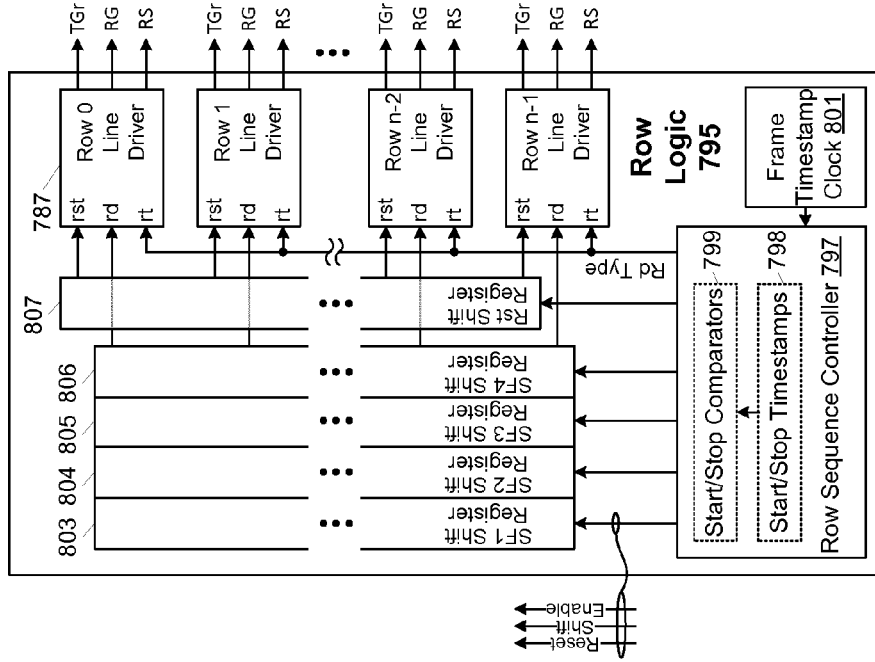 TGr
RG
RS
TGr
RG
RS
TGr
RG
RS
TGr
RG
RS
787
Row 0
Line
Driver
rst
rd
rt
Row 1
Line
Driver
rst
rd
rt
Row n-2
Line
Driver
rst
rd
rt
Row n-1
Line
Driver
rst
rd
rt
Row
Logic
795
Frame
Timestamp
Clock 801
807
Rst Shift
Register
Rd Type
806
SF4 Shift
Register
805
SF3 Shift
Register
804
SF2 Shift
Register
803
SF1 Shift
Register
799
Start/Stop Comparators
798
Start/Stop Timestamps
Row Sequence Controller 797
Enable
Shift
Reset